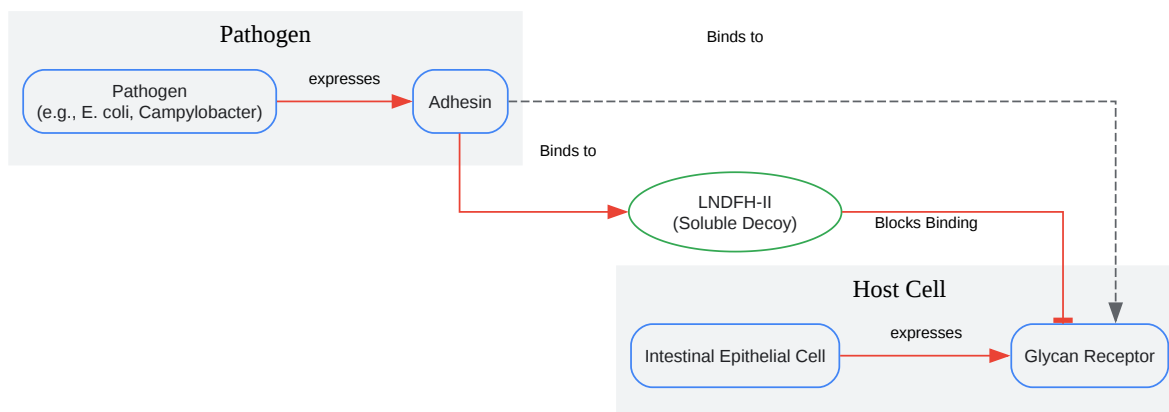 Pathogen
Binds to
expresses
Pathogen
(e.g., E. coli, Campylobacter)
Adhesin
Binds to
LNDFH-II
(Soluble Decoy)
Blocks Binding
Host Cell
expresses
Intestinal Epithelial Cell
Glycan Receptor